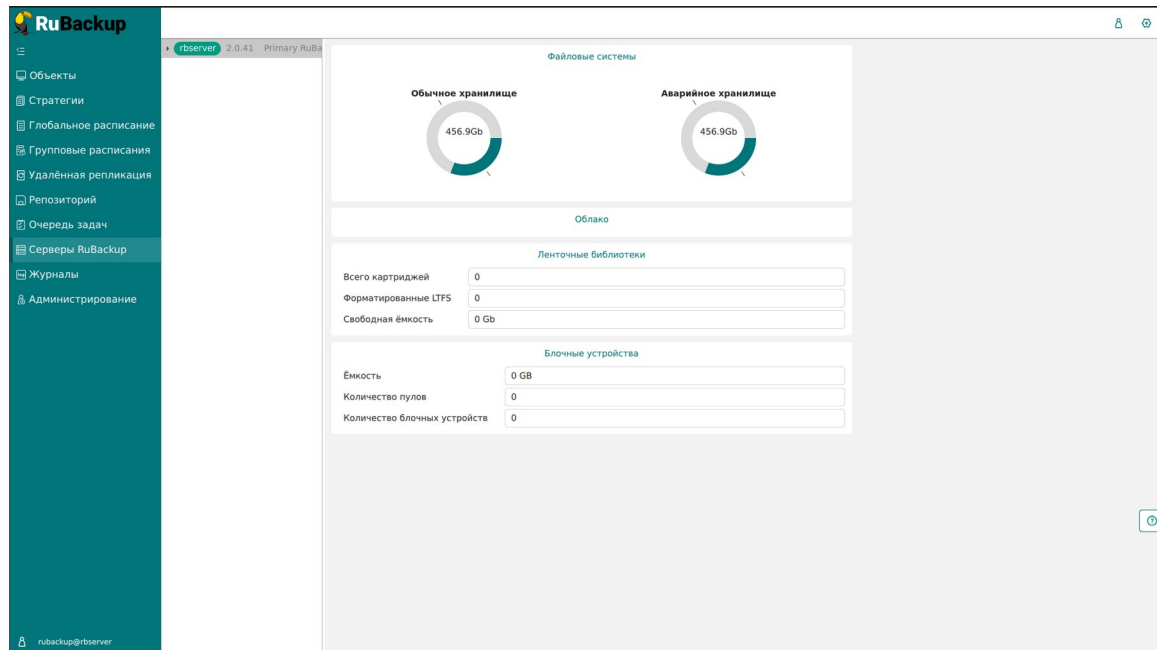 RuBackup
Объекты
Стратегии
Глобальное расписание
Групповые расписания
Удалённая репликация
Репозиторий
Очередь задач
Серверы RuBackup
Журналы
Администрирование
rubackup@rbserver
rbserver 2.0.41 Primary RuBa
Файловые системы
Обычное хранилище
456.9Gb
Аварийное хранилище
456.9Gb
Облако
Ленточные библиотеки
Всего картриджей 0
Форматированные LTFS 0
Свободная ёмкость 0 Gb
Блочные устройства
Ёмкость 0 GB
Количество пулов 0
Количество блочных устройств 0